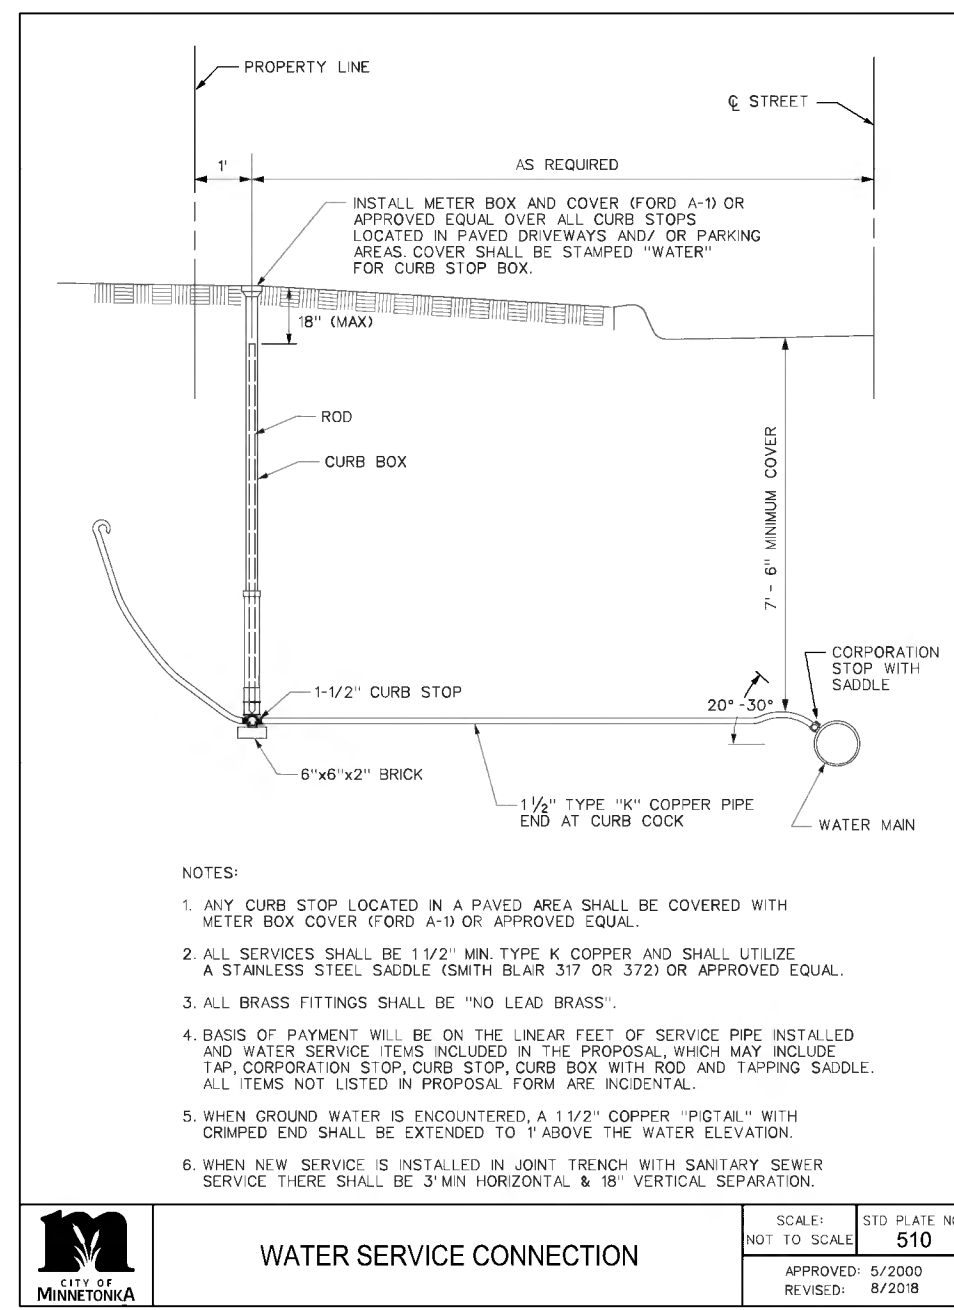 PROPERTY LINE
℄ STREET
1'
AS REQUIRED
INSTALL METER BOX AND COVER (FORD A-1) OR
APPROVED EQUAL OVER ALL CURB STOPS
LOCATED IN PAVED DRIVEWAYS AND/ OR PARKING
AREAS. COVER SHALL BE STAMPED "WATER"
FOR CURB STOP BOX.
18" (MAX)
ROD
CURB BOX
7' - 6" MINIMUM COVER
CORPORATION
STOP WITH
SADDLE
1-1/2" CURB STOP
20° -30°
6"x6"x2" BRICK
1 1/2" TYPE "K" COPPER PIPE
END AT CURB COCK
WATER MAIN
NOTES:
1. ANY CURB STOP LOCATED IN A PAVED AREA SHALL BE COVERED WITH
METER BOX COVER (FORD A-1) OR APPROVED EQUAL.
2. ALL SERVICES SHALL BE 1 1/2" MIN. TYPE K COPPER AND SHALL UTILIZE
A STAINLESS STEEL SADDLE (SMITH BLAIR 317 OR 372) OR APPROVED EQUAL.
3. ALL BRASS FITTINGS SHALL BE "NO LEAD BRASS".
4. BASIS OF PAYMENT WILL BE ON THE LINEAR FEET OF SERVICE PIPE INSTALLED
AND WATER SERVICE ITEMS INCLUDED IN THE PROPOSAL, WHICH MAY INCLUDE
TAP, CORPORATION STOP, CURB STOP, CURB BOX WITH ROD AND TAPPING SADDLE.
ALL ITEMS NOT LISTED IN PROPOSAL FORM ARE INCIDENTAL.
5. WHEN GROUND WATER IS ENCOUNTERED, A 1 1/2" COPPER "PIGTAIL" WITH
CRIMPED END SHALL BE EXTENDED TO 1' ABOVE THE WATER ELEVATION.
6. WHEN NEW SERVICE IS INSTALLED IN JOINT TRENCH WITH SANITARY SEWER
SERVICE THERE SHALL BE 3' MIN HORIZONTAL & 18" VERTICAL SEPARATION.
m
CITY OF
MINNETONKA
WATER SERVICE CONNECTION
SCALE:
NOT TO SCALE
STD PLATE NO
510
APPROVED: 5/2000
REVISED: 8/2018